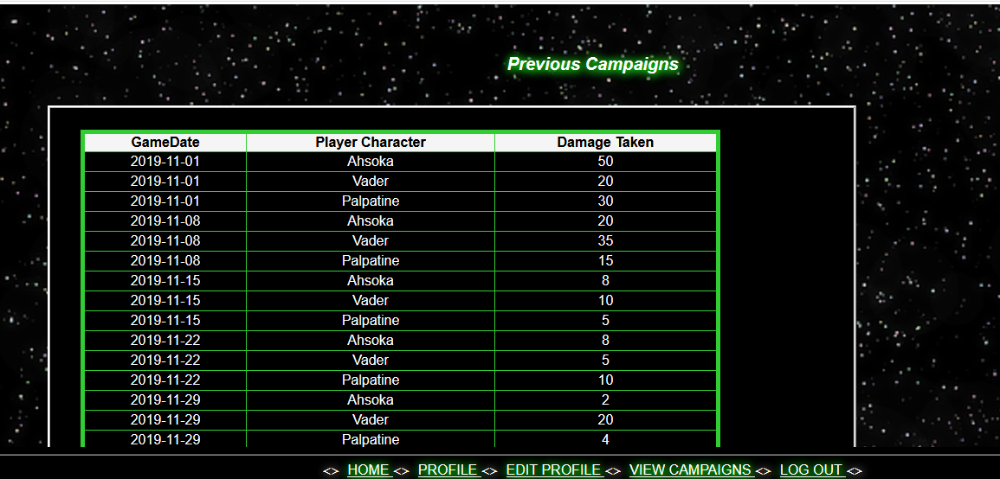 Previous Campaigns
GameDate Player Character Damage Taken
2019-11-01 Ahsoka 50
2019-11-01 Vader 20
2019-11-01 Palpatine 30
2019-11-08 Ahsoka 20
2019-11-08 Vader 35
2019-11-08 Palpatine 15
2019-11-15 Ahsoka 8
2019-11-15 Vader 10
2019-11-15 Palpatine 5
2019-11-22 Ahsoka 8
2019-11-22 Vader 5
2019-11-22 Palpatine 10
2019-11-29 Ahsoka 2
2019-11-29 Vader 20
2019-11-29 Palpatine 4
<> HOME <> PROFILE <> EDIT PROFILE <> VIEW CAMPAIGNS <> LOG OUT <>